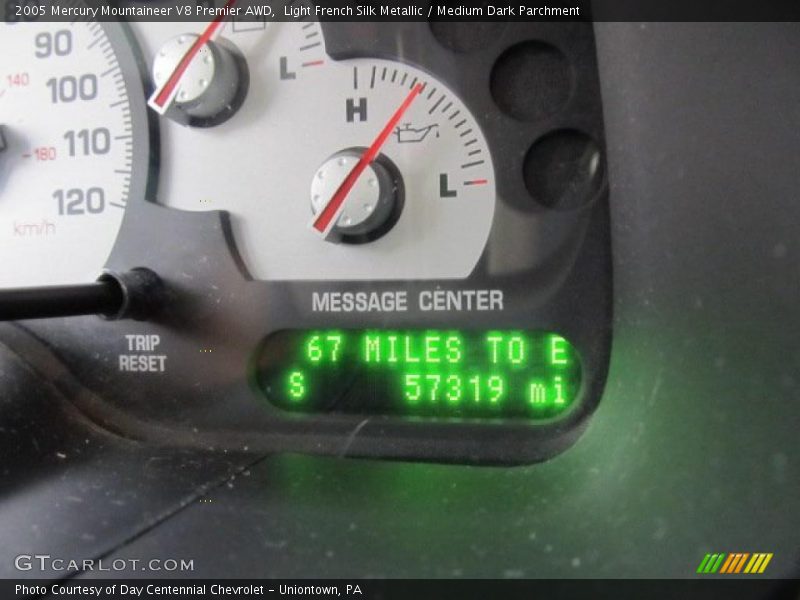 2005 Mercury Mountaineer V8 Premier AWD,  Light French Silk Metallic / Medium Dark Parchment
90
140
100
L
H
110
180
L
120
km/h
MESSAGE CENTER
TRIP
RESET
67 MILES TO E
S 57319 mi
GTCARLOT.COM
Photo Courtesy of Day Centennial Chevrolet - Uniontown, PA